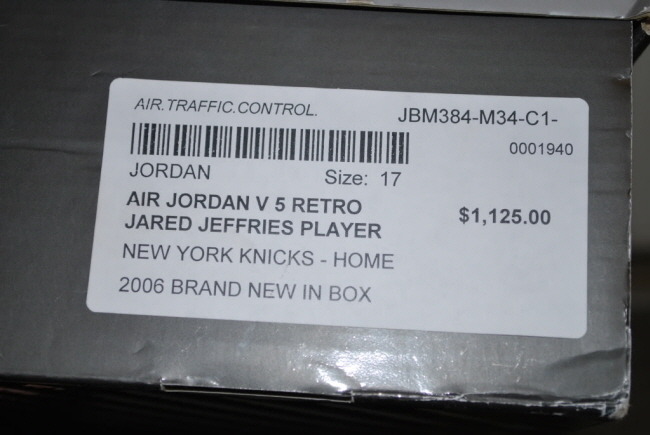 AIR.TRAFFIC.CONTROL. JBM384-M34-C1-
0001940
JORDAN Size: 17
AIR JORDAN V 5 RETRO
JARED JEFFRIES PLAYER $1,125.00
NEW YORK KNICKS - HOME
2006 BRAND NEW IN BOX